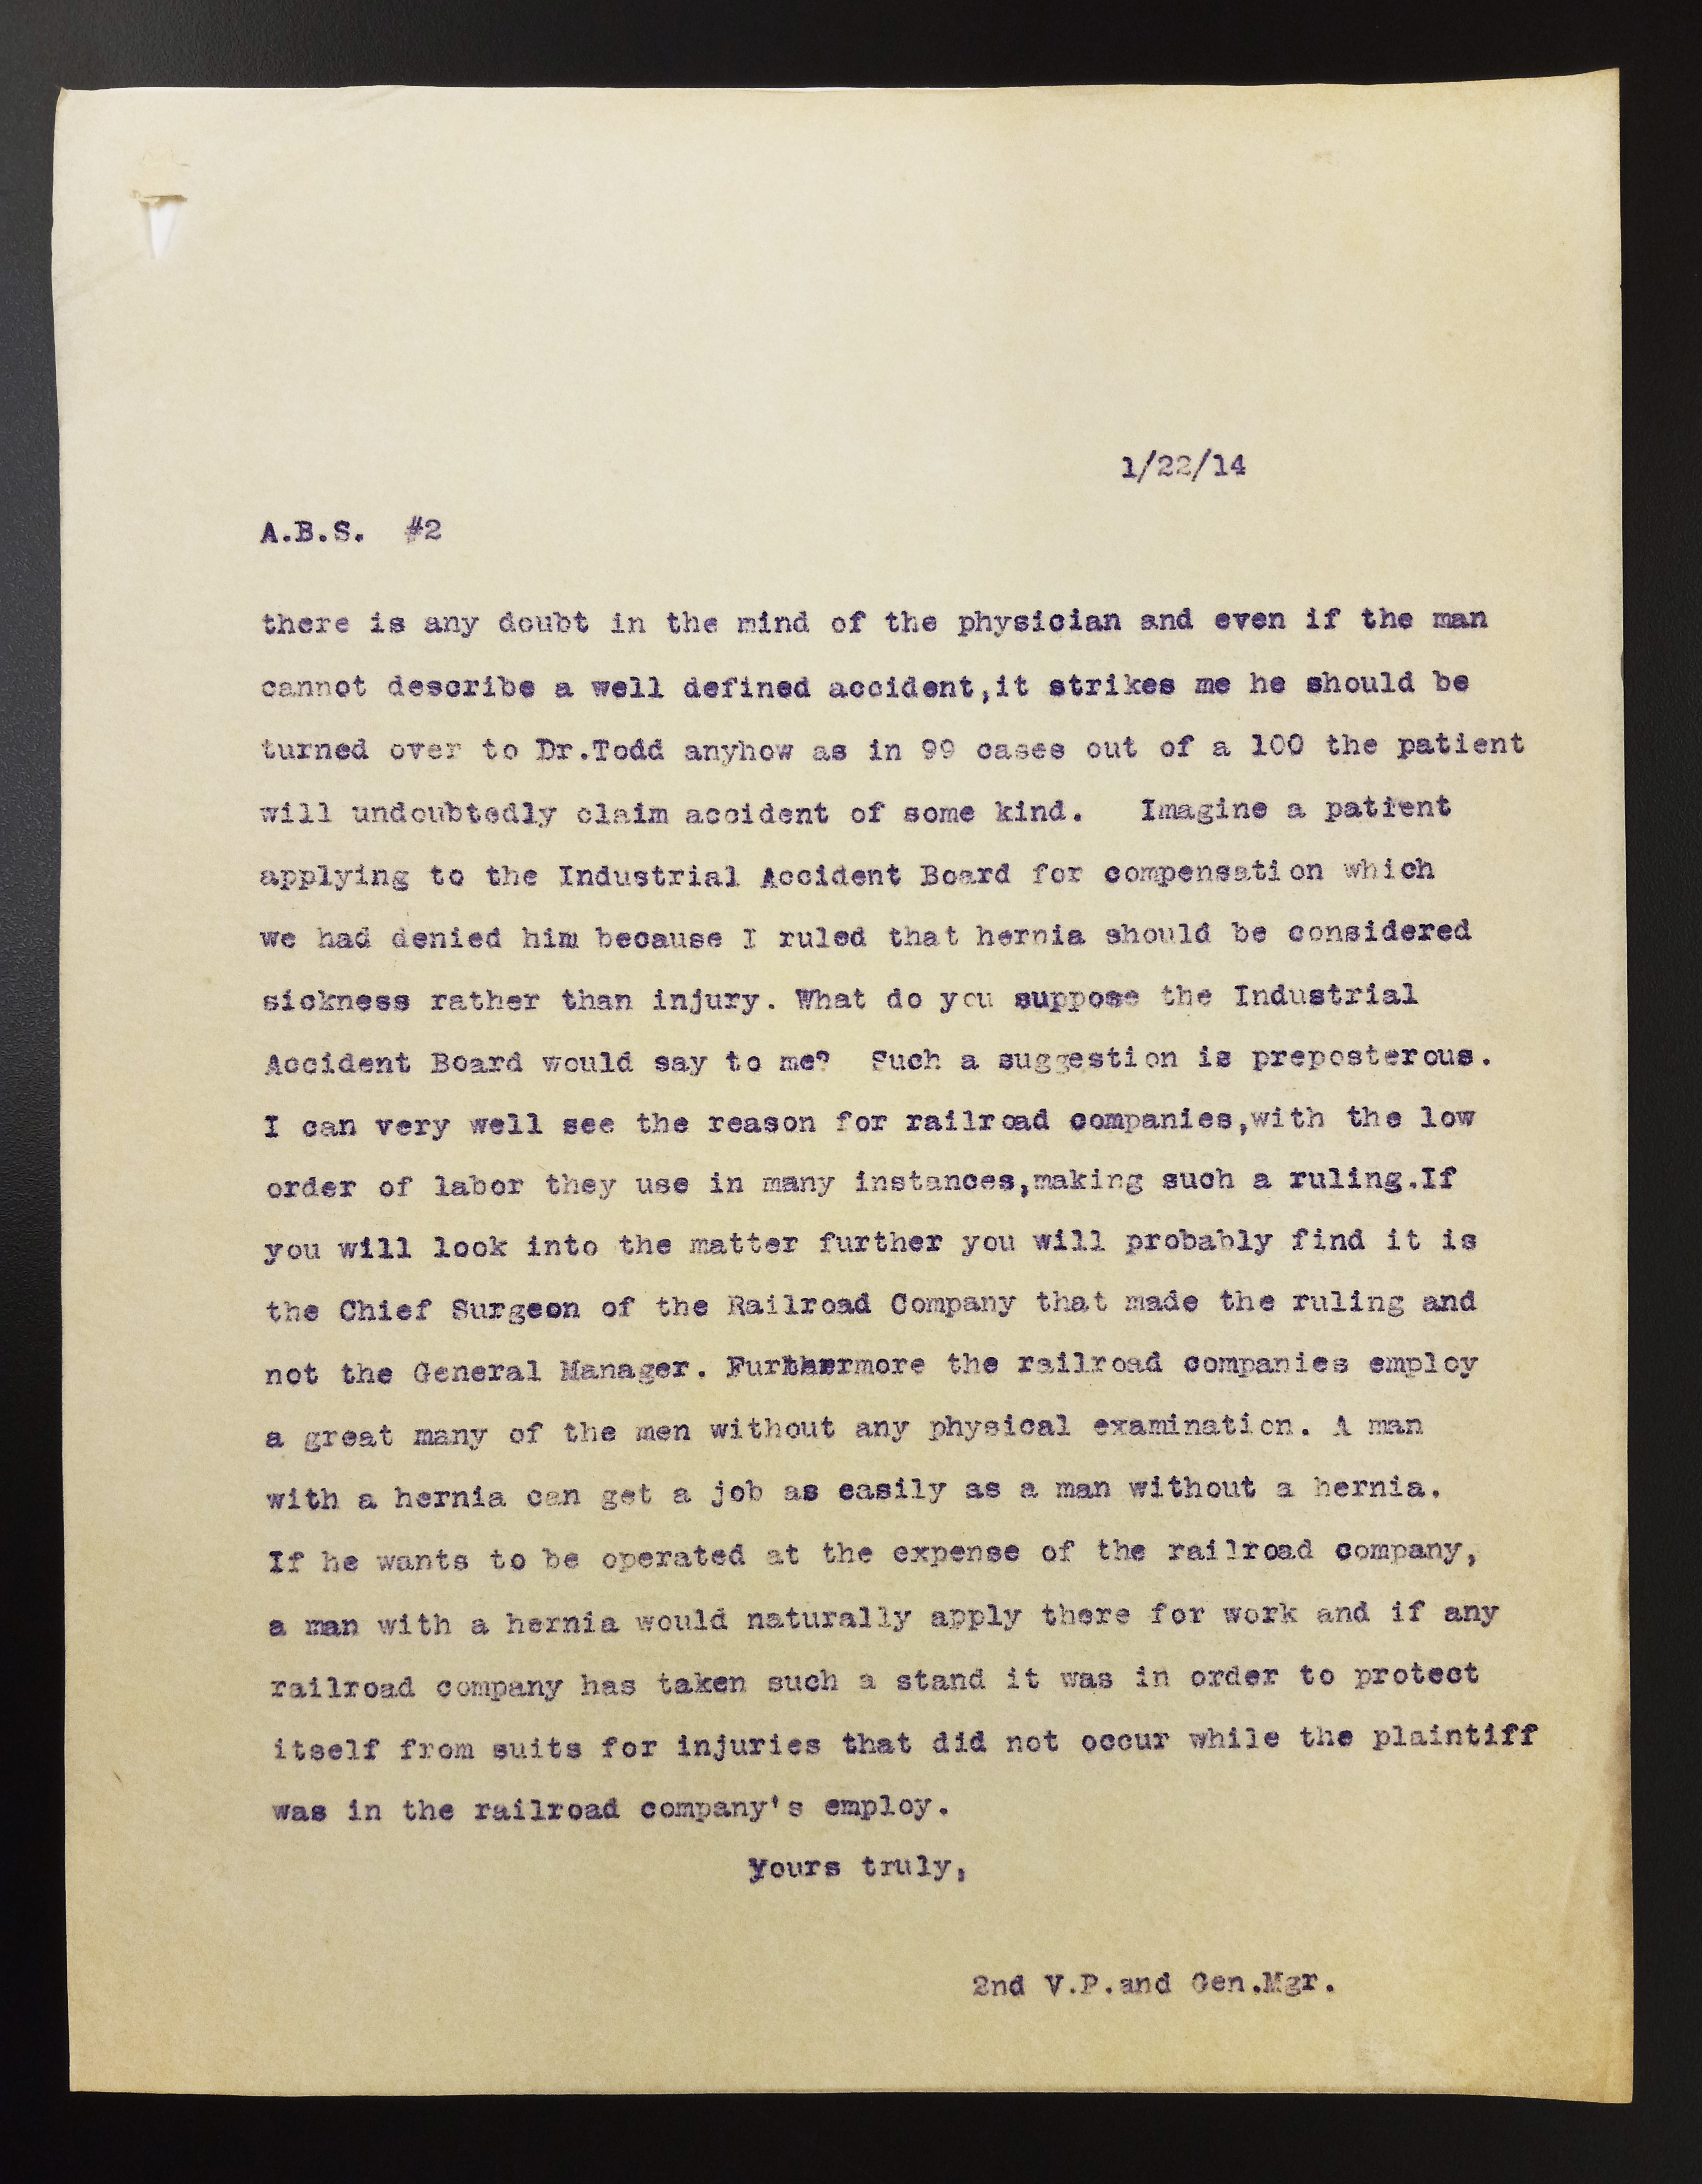 1/22/14
A.B.S. #2
there is any doubt in the mind of the physician and even if the man
cannot describe a well defined accident,it strikes me he should be
turned over to Dr.Todd anyhow as in 99 cases out of a 100 the patient
will undoubtedly claim accident of some kind. Imagine a patient
applying to the Industrial Accident Board for compensation which
we had denied him because I ruled that hernia should be considered
sickness rather than injury. What do you suppose the Industrial
Accident Board would say to me? Such a suggestion is preposterous.
I can very well see the reason for railroad companies,with the low
order of labor they use in many instances,making such a ruling.If
you will look into the matter further you will probably find it is
the Chief Surgeon of the Railroad Company that made the ruling and
not the General Manager. Furthermore the railroad companies employ
a great many of the men without any physical examination. A man
with a hernia can get a job as easily as a man without a hernia.
If he wants to be operated at the expense of the railroad company,
a man with a hernia would naturally apply there for work and if any
railroad company has taken such a stand it was in order to protect
itself from suits for injuries that did not occur while the plaintiff
was in the railroad company's employ.
Yours truly,
2nd V.P.and Gen.Mgr.